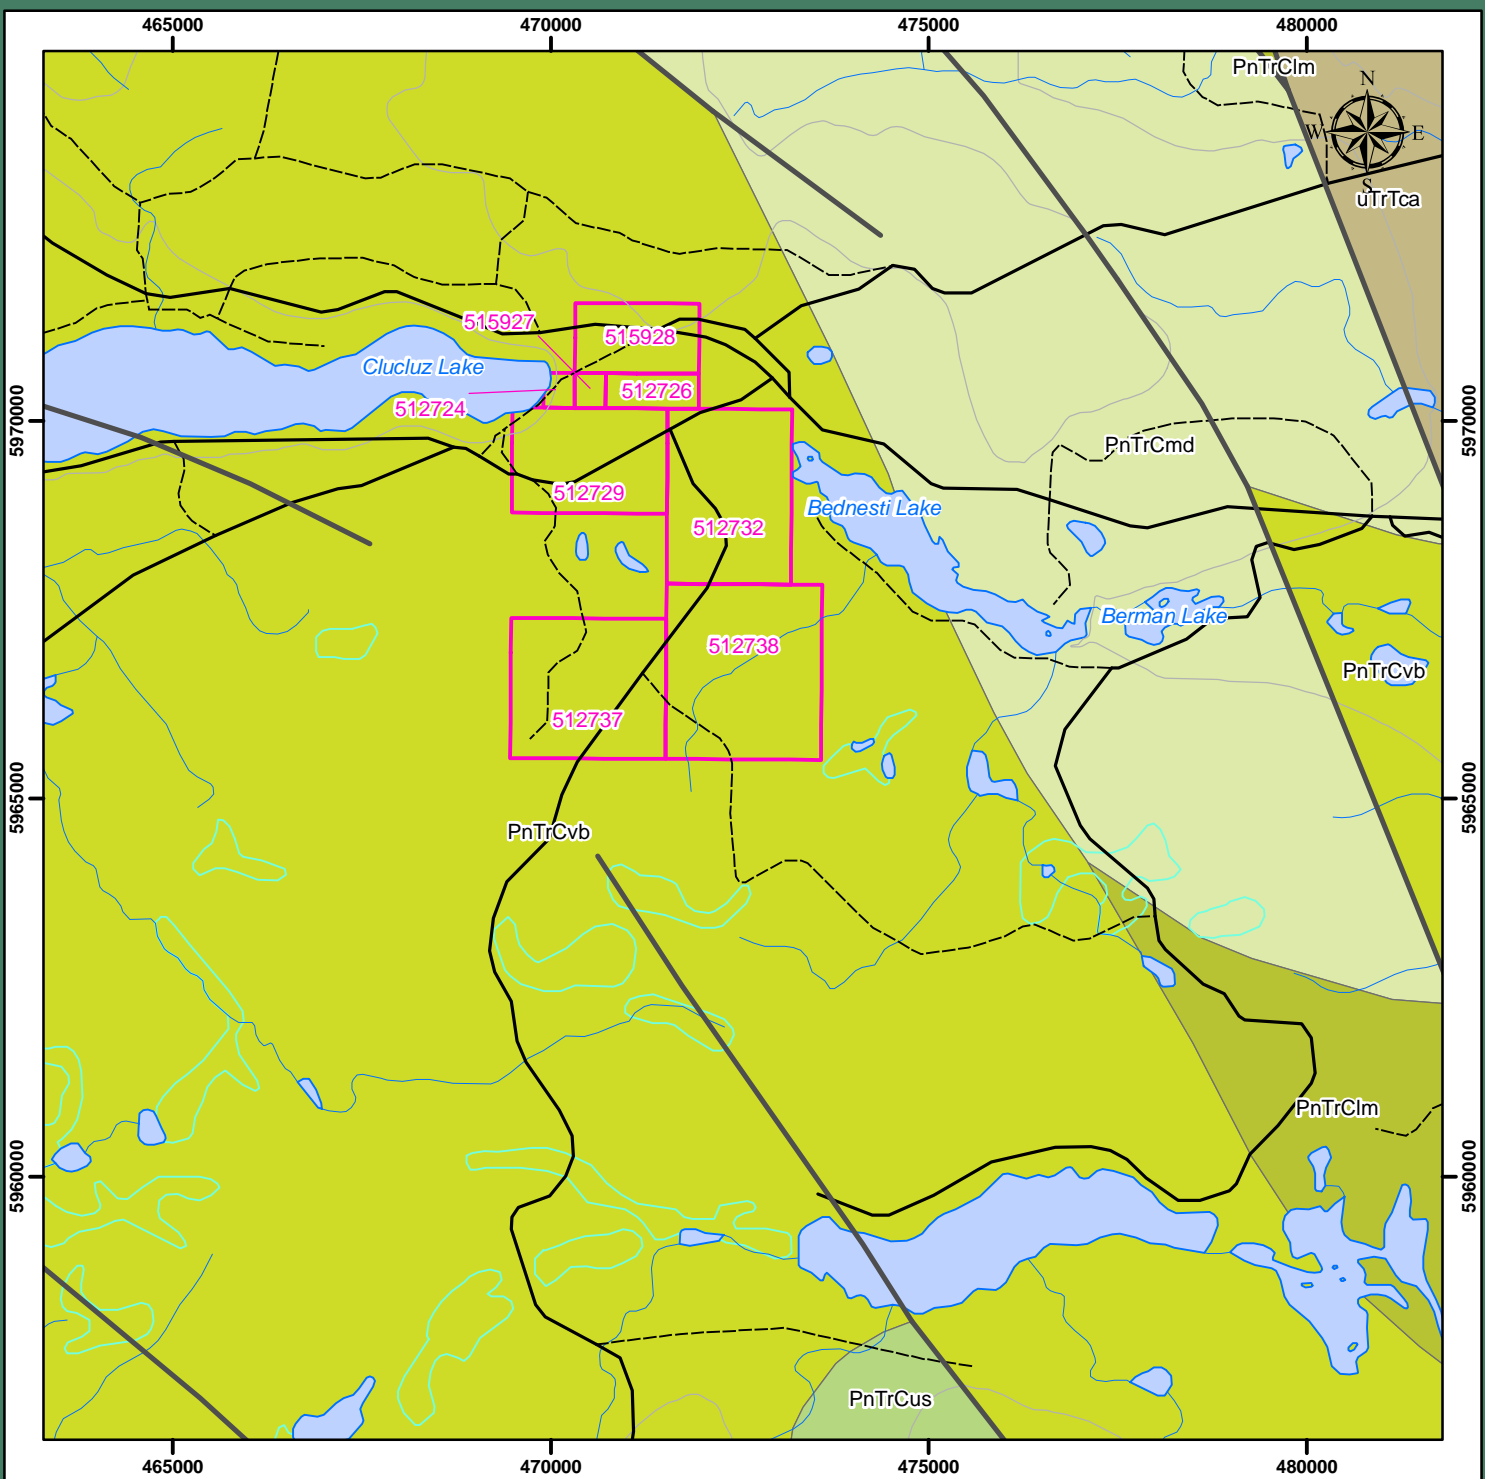 465000
470000
475000
480000
PnTrClm
N
W
E
S
uTrTca
515927
515928
Clucluz Lake
512726
512724
5970000
5970000
PnTrCmd
512729
Bednesti Lake
512732
Berman Lake
512738
PnTrCvb
512737
5965000
5965000
PnTrCvb
PnTrClm
5960000
5960000
PnTrCus
465000
470000
475000
480000